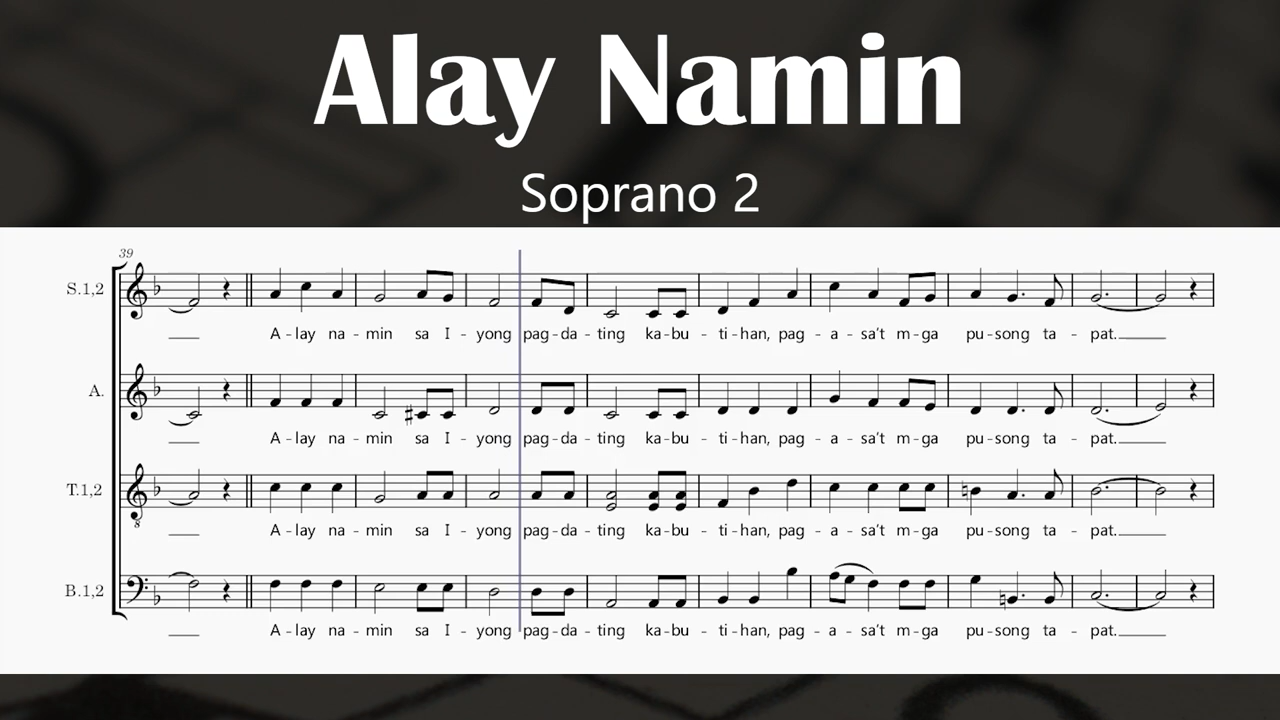 Alay Namin
Soprano 2
39
S.1,2
A - lay na - min sa I - yong pag - da - ting ka - bu - ti - han, pag - a - sa't m - ga pu - song ta - pat.
A.
A - lay na - min sa I - yong pag - da - ting ka - bu - ti - han, pag - a - sa't m - ga pu - song ta - pat.
T.1,2
8
A - lay na - min sa I - yong pag - da - ting ka - bu - ti - han, pag - a - sa't m - ga pu - song ta - pat.
B.1,2
A - lay na - min sa I - yong pag - da - ting ka - bu - ti - han, pag - a - sa't m - ga pu - song ta - pat.